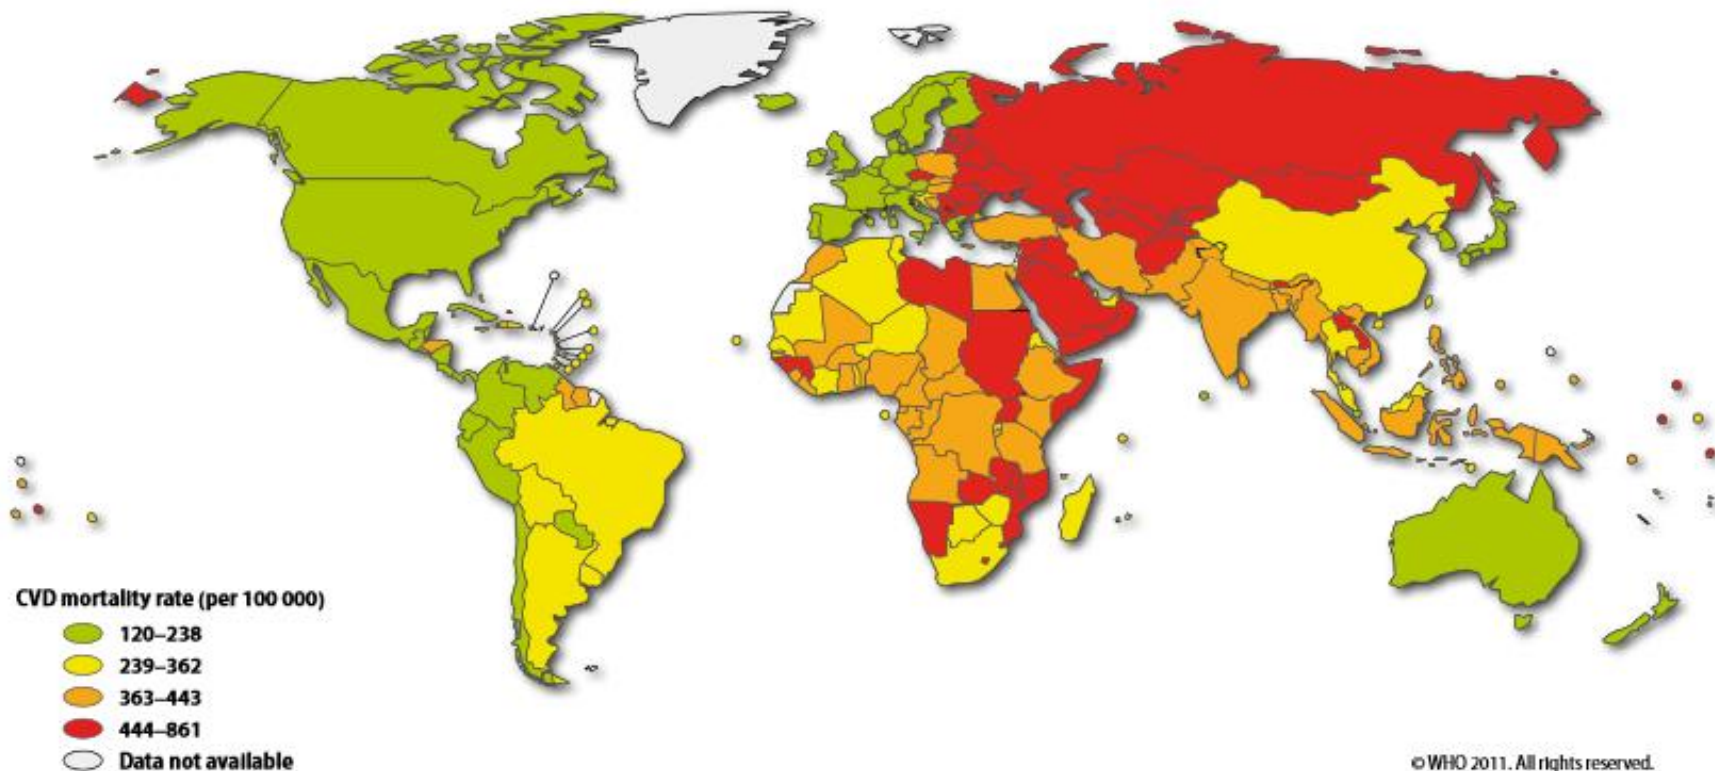 CVD mortality rate (per 100 000)
120–238
239–362
363–443
444–861
Data not available
© WHO 2011. All rights reserved.